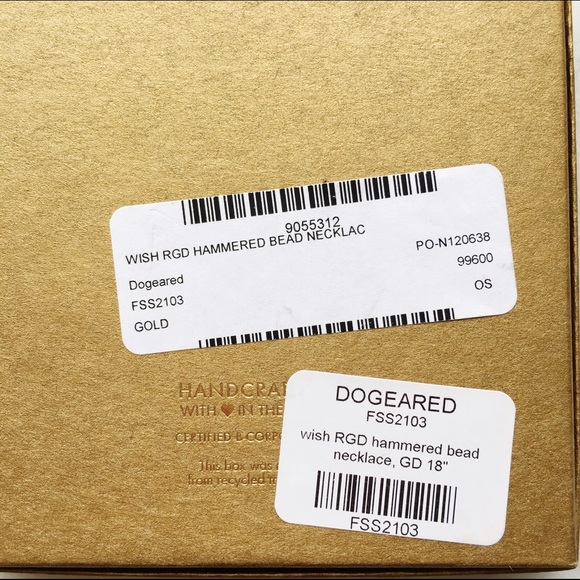 9055312
WISH RGD HAMMERED BEAD NECKLAC
PO-N120638
Dogeared
99600
FSS2103
OS
GOLD
HANDCRA
WITH ♥ IN THE
CERTIFIED B CORPO
This box was
from recycled
DOGEARED
FSS2103
wish RGD hammered bead
necklace, GD 18"
FSS2103